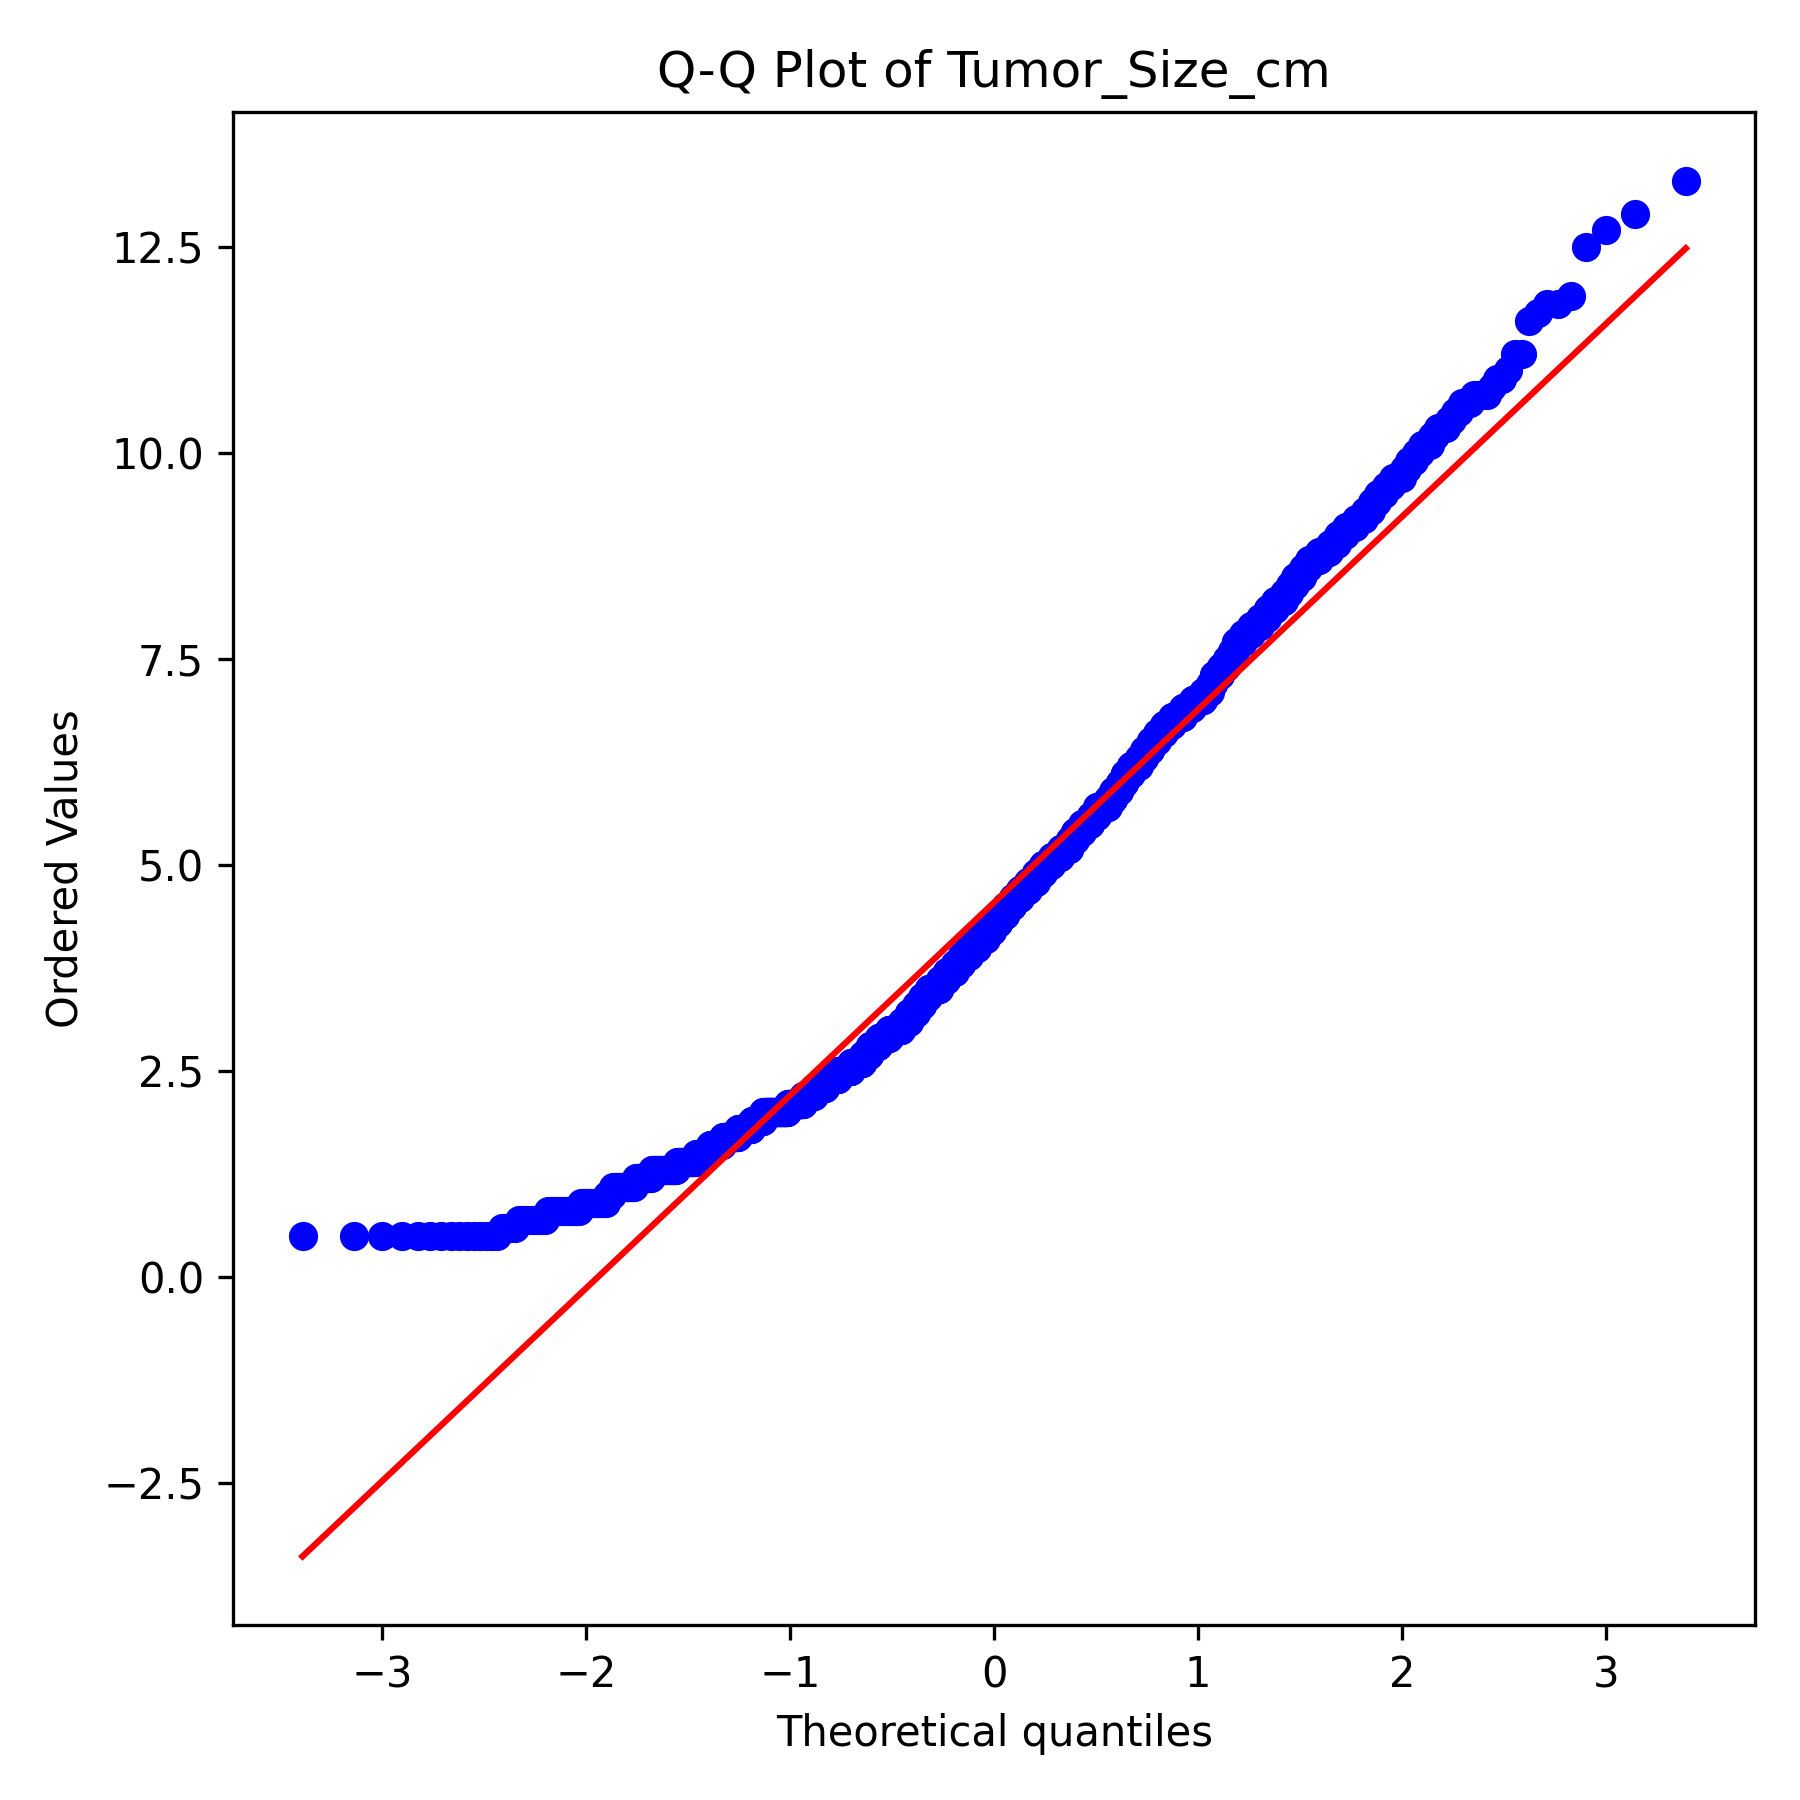 Q-Q Plot of Tumor_Size_cm
12.5
10.0
7.5
5.0
2.5
0.0
−2.5
Ordered Values
−3 −2 −1 0 1 2 3
Theoretical quantiles